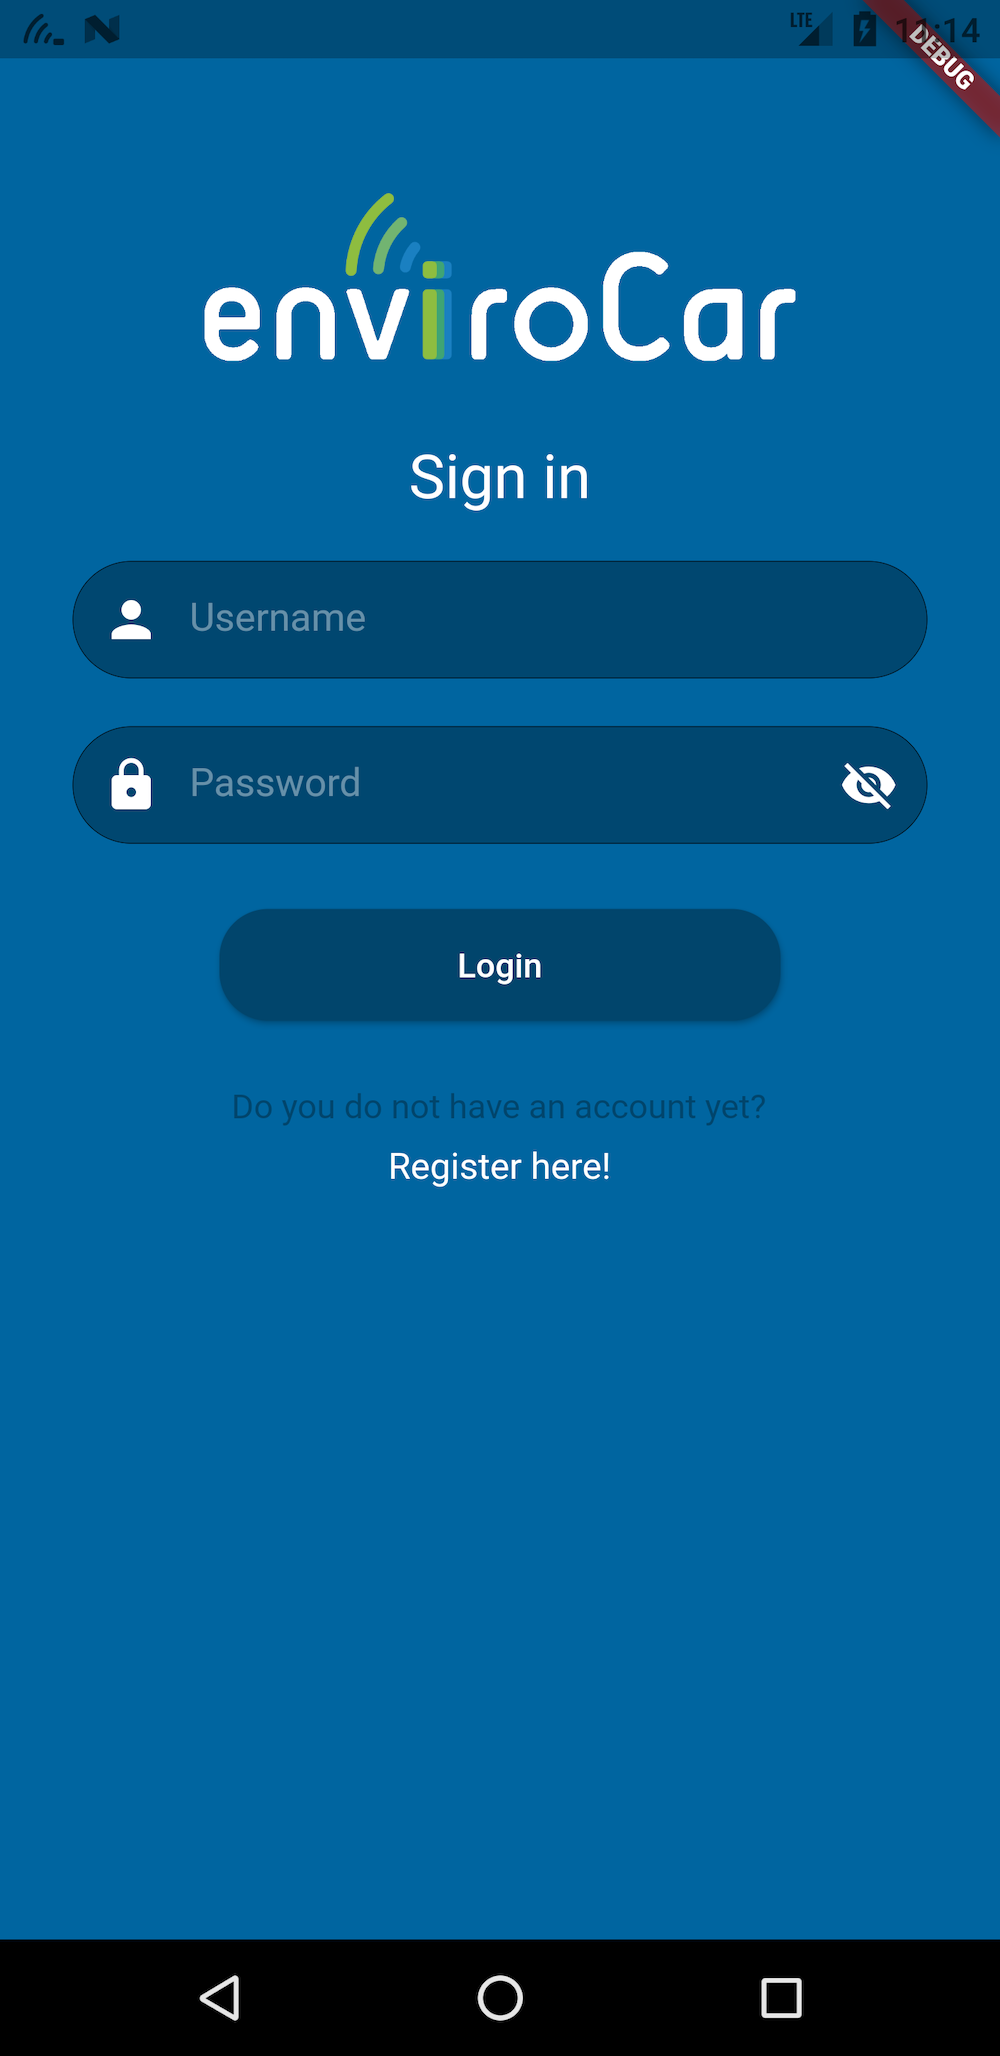 LTE 11:14
DEBUG
enviroCar
Sign in
Username
Password
Login
Do you do not have an account yet?
Register here!